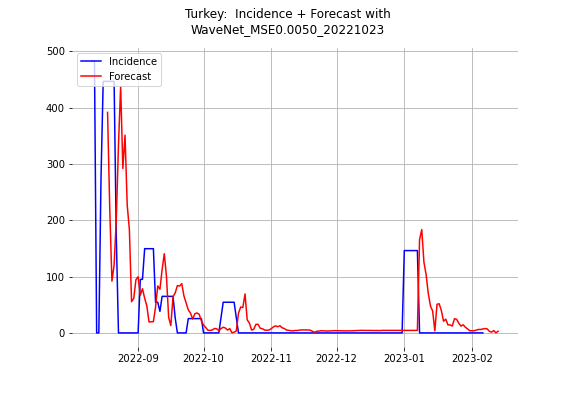 Turkey:  Incidence + Forecast with
WaveNet_MSE0.0050_20221023
500
Incidence
Forecast
400
300
200
100
0
2022-09 2022-10 2022-11 2022-12 2023-01 2023-02